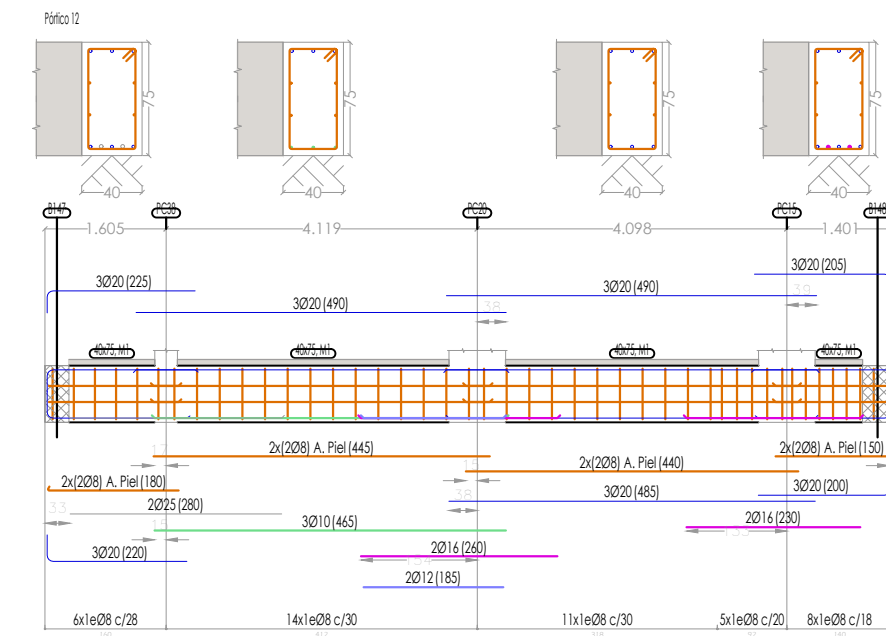 Pórtico 12
75
75
75
75
40
40
40
40
B147
PC38
PC20
PC15
B148
1.605
4.119
4.098
1.401
3Ø20 (205)
3Ø20 (225)
3Ø20 (490)
39
3Ø20 (490)
38
40x75, M1
40x75, M1
40x75, M1
40x75, M1
2x(2Ø8) A. Piel (445)
2x(2Ø8) A. Piel (150)
2x(2Ø8) A. Piel (440)
2x(2Ø8) A. Piel (180)
3Ø20 (200)
3Ø20 (485)
38
33
2Ø25 (280)
2Ø16 (230)
3Ø10 (465)
2Ø16 (260)
3Ø20 (220)
2Ø12 (185)
6x1eØ8 c/28
14x1eØ8 c/30
11x1eØ8 c/30
5x1eØ8 c/20
8x1eØ8 c/18